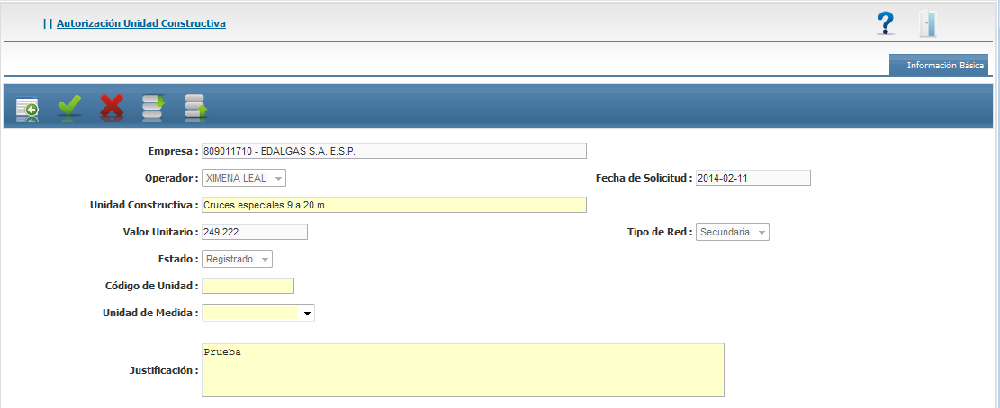 || Autorización Unidad Constructiva
?
Información Básica
Empresa : 809011710 - EDALGAS S.A. E.S.P.
Operador : XIMENA LEAL Fecha de Solicitud : 2014-02-11
Unidad Constructiva : Cruces especiales 9 a 20 m
Valor Unitario : 249,222 Tipo de Red : Secundaria
Estado : Registrado
Código de Unidad :
Unidad de Medida :
Justificación : Prueba